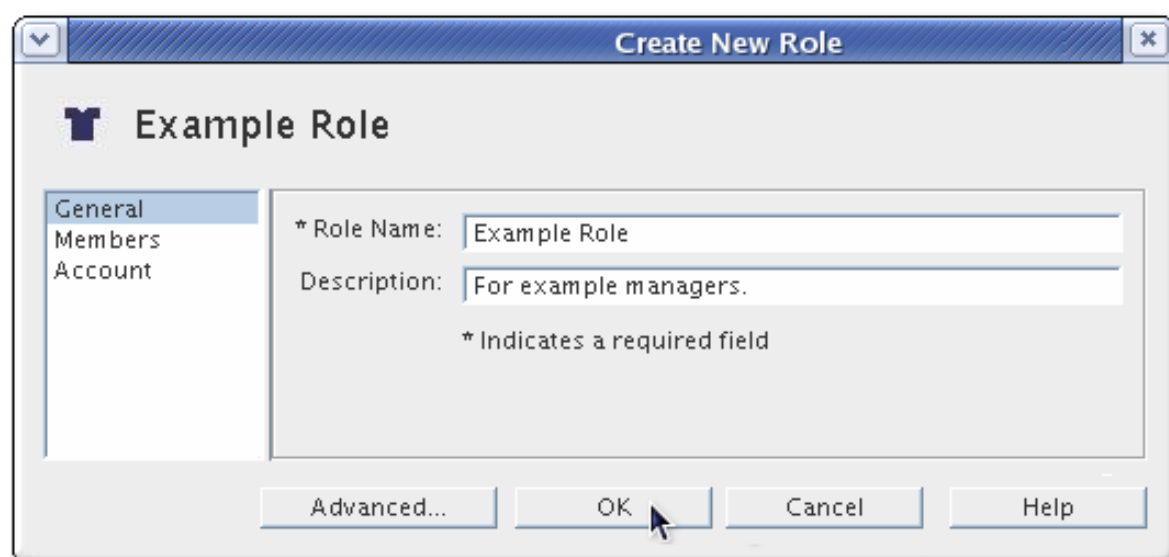 Create New Role
Example Role
General
Members
Account
* Role Name: Example Role
Description: For example managers.
* Indicates a required field
Advanced... OK Cancel Help